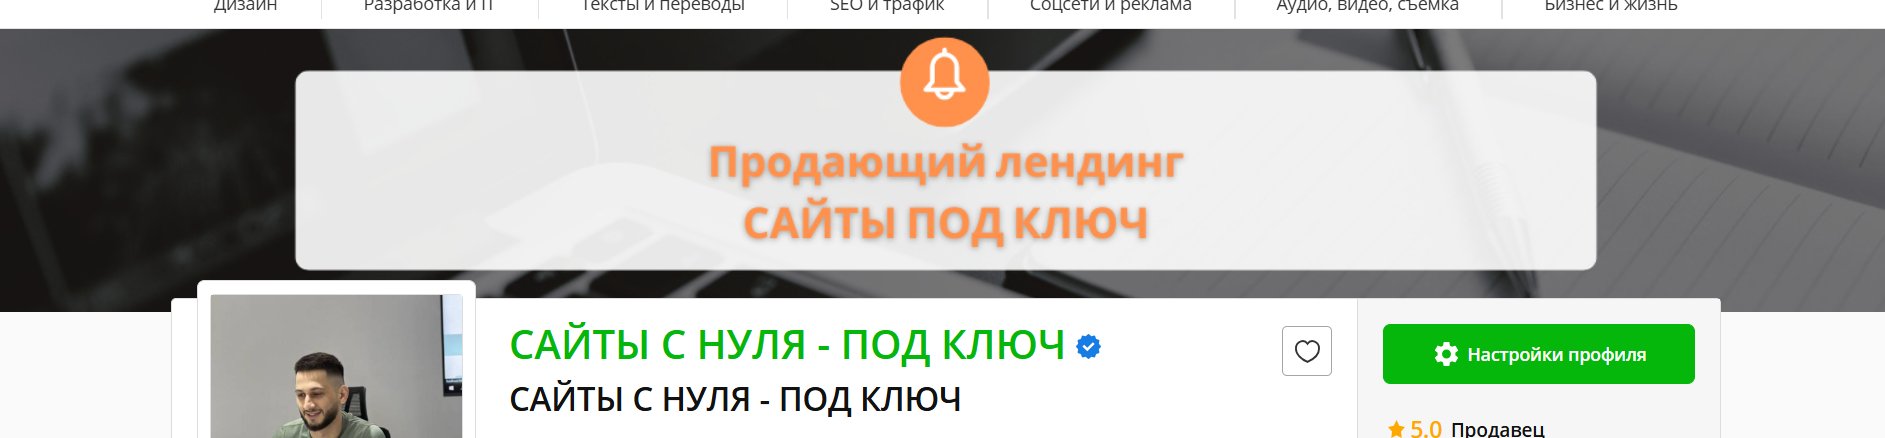 Дизайн
Разработка и IT
Тексты и переводы
SEO и трафик
Соцсети и реклама
Аудио, видео, съемка
Бизнес и жизнь
Продающий лендинг
САЙТЫ ПОД КЛЮЧ
САЙТЫ С НУЛЯ - ПОД КЛЮЧ
САЙТЫ С НУЛЯ - ПОД КЛЮЧ
Настройки профиля
5.0 Продавец